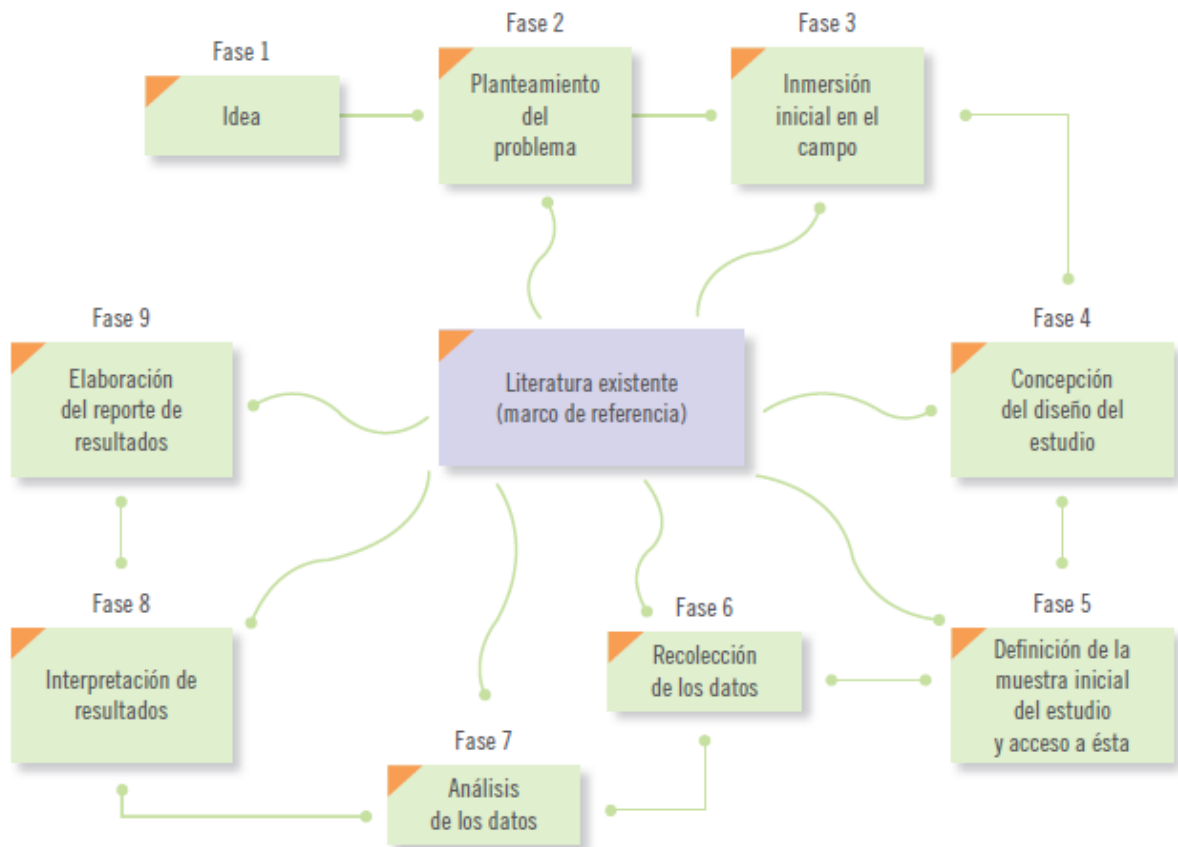 Fase 1
Idea
Fase 2
Planteamiento
del
problema
Fase 3
Inmersión
inicial en el
campo
Fase 4
Concepción
del diseño del
estudio
Literatura existente
(marco de referencia)
Fase 9
Elaboración
del reporte de
resultados
Fase 8
Interpretación de
resultados
Fase 7
Análisis
de los datos
Fase 6
Recolección
de los datos
Fase 5
Definición de la
muestra inicial
del estudio
y acceso a ésta